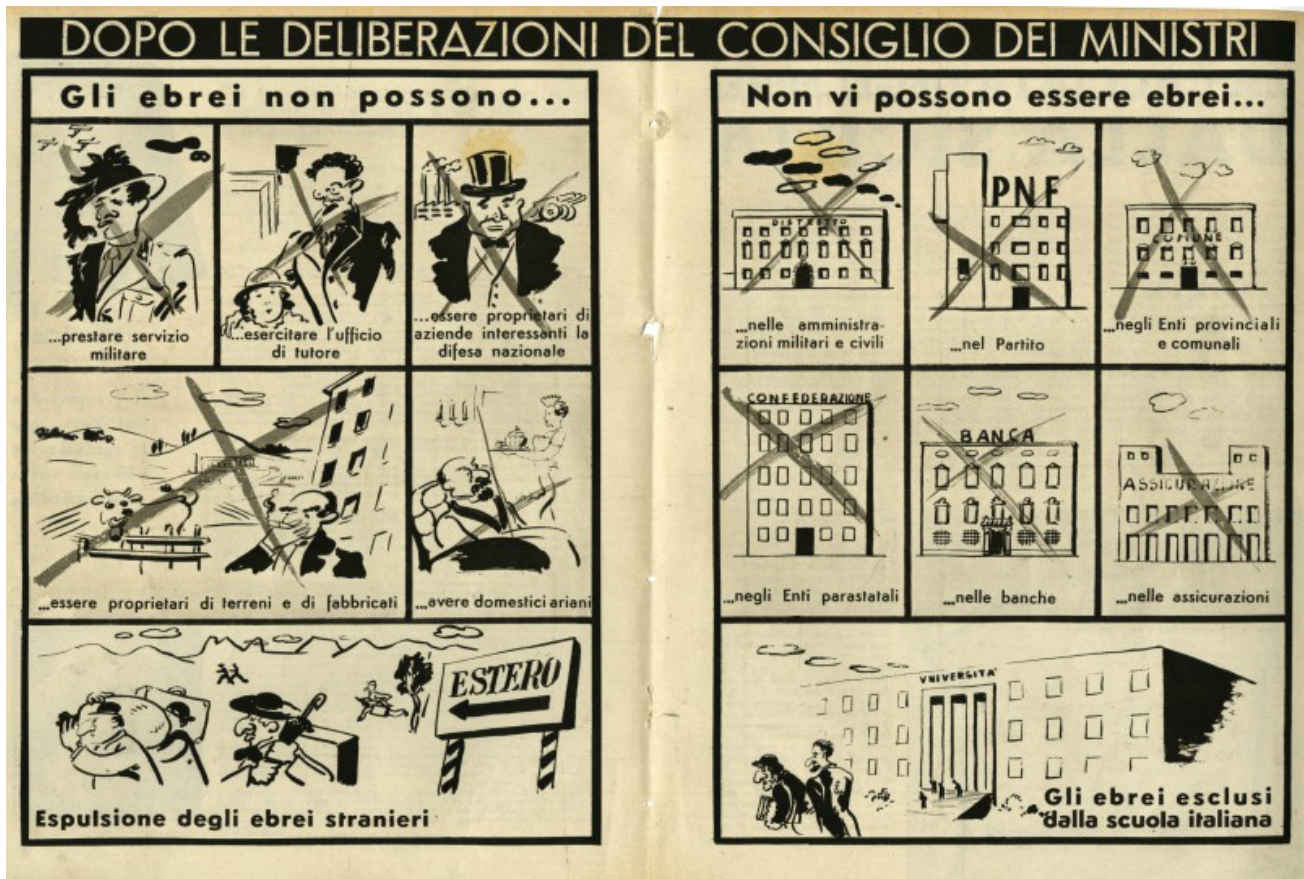 DOPO LE DELIBERAZIONI DEL CONSIGLIO DEI MINISTRI
Gli ebrei non possono...
...prestare servizio
militare
...esercitare l'ufficio
di tutore
...essere proprietari di
aziende interessanti la
difesa nazionale
...essere proprietari di terreni e di fabbricati
...avere domestici ariani
ESTERO
Espulsione degli ebrei stranieri
Non vi possono essere ebrei...
DISTRETTO
...nelle amministra-
zioni militari e civili
PNF
...nel Partito
COMUNE
...negli Enti provinciali
e comunali
CONFEDERAZIONE
...negli Enti parastatali
BANCA
...nelle banche
ASSICURAZIONE
...nelle assicurazioni
VNIVERSITA'
Gli ebrei esclusi
dalla scuola italiana